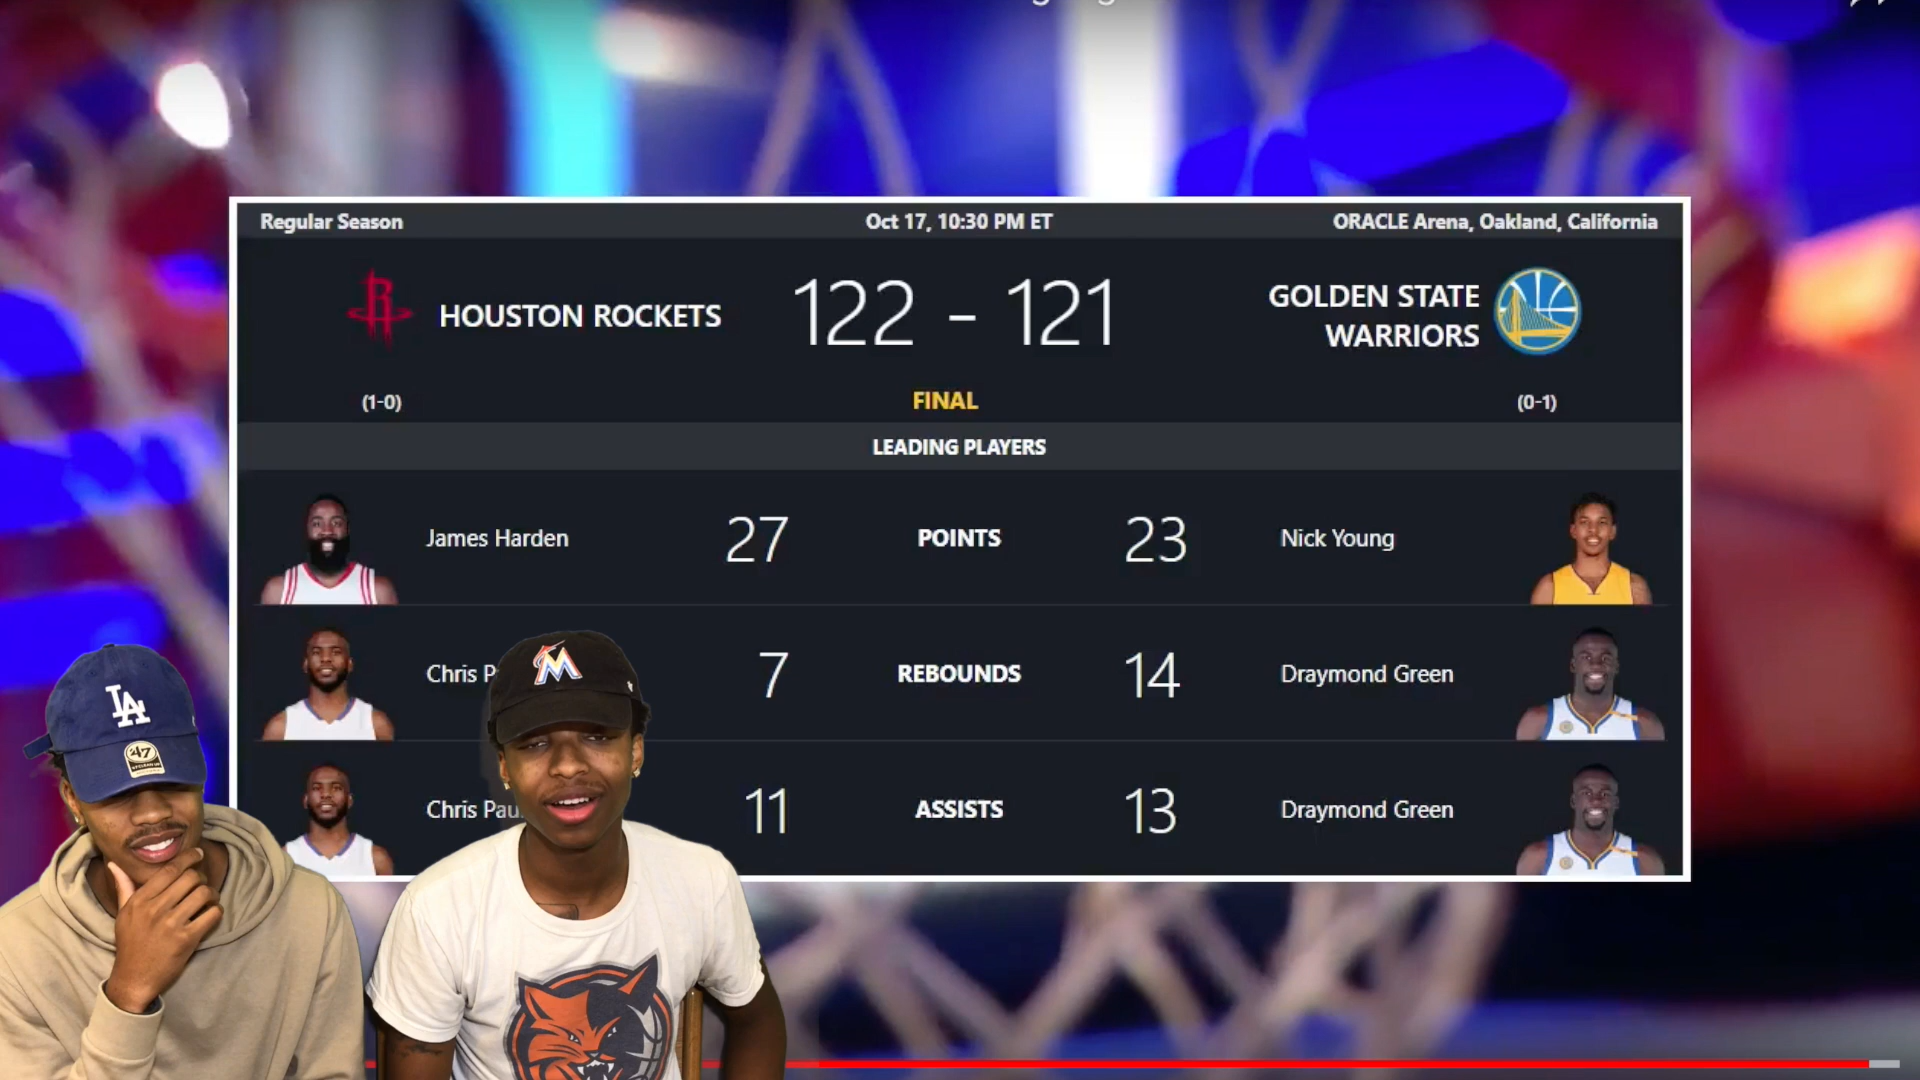 Regular Season
Oct 17, 10:30 PM ET
ORACLE Arena, Oakland, California
HOUSTON ROCKETS
122 - 121
GOLDEN STATE
WARRIORS
(1-0)
FINAL
(0-1)
LEADING PLAYERS
James Harden 27 POINTS 23 Nick Young
Chris P 7 REBOUNDS 14 Draymond Green
Chris Pau 11 ASSISTS 13 Draymond Green
LA
47
M